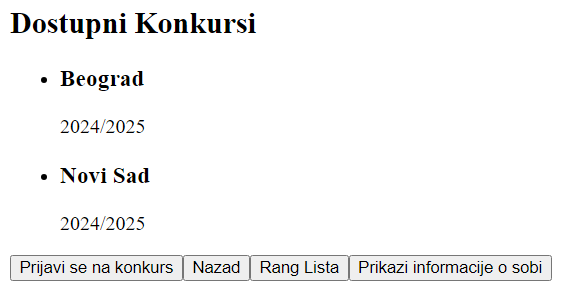 Dostupni Konkursi
Beograd
2024/2025
Novi Sad
2024/2025
Prijavi se na konkurs Nazad Rang Lista Prikazi informacije o sobi